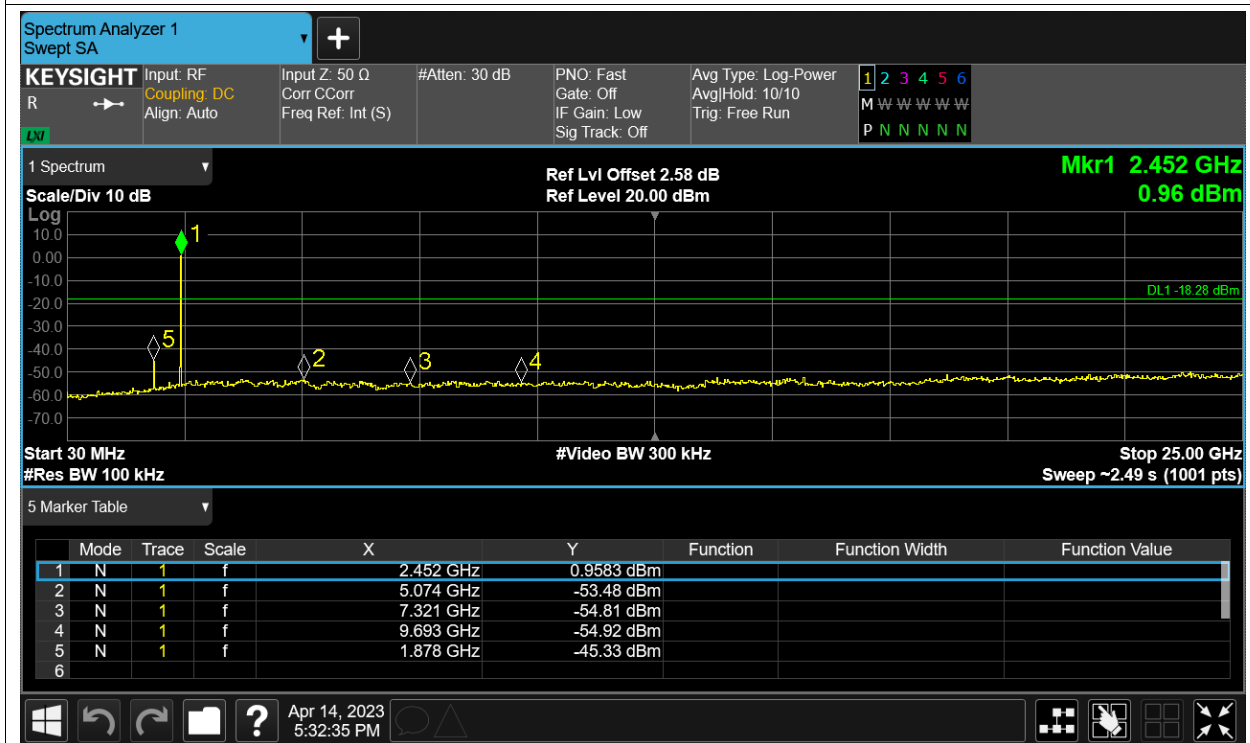 Spectrum Analyzer 1
Swept SA
KEYSIGHT
R
LXI
Input: RF
Coupling: DC
Align: Auto
Input Z: 50 Ω
Corr CCorr
Freq Ref: Int (S)
#Atten: 30 dB
PNO: Fast
Gate: Off
IF Gain: Low
Sig Track: Off
Avg Type: Log-Power
Avg|Hold: 10/10
Trig: Free Run
1 2 3 4 5 6
M W W W W W
P N N N N N
1 Spectrum
Scale/Div 10 dB
Ref Lvl Offset 2.58 dB
Ref Level 20.00 dBm
Mkr1 2.452 GHz
0.96 dBm
Log
10.0
0.00
-10.0
-20.0
-30.0
-40.0
-50.0
-60.0
-70.0
1
DL1 -18.28 dBm
5
2
3
4
Start 30 MHz
#Res BW 100 kHz
#Video BW 300 kHz
Stop 25.00 GHz
Sweep ~2.49 s (1001 pts)
5 Marker Table
Mode Trace Scale X Y Function Function Width Function Value
1 N 1 f 2.452 GHz 0.9583 dBm
2 N 1 f 5.074 GHz -53.48 dBm
3 N 1 f 7.321 GHz -54.81 dBm
4 N 1 f 9.693 GHz -54.92 dBm
5 N 1 f 1.878 GHz -45.33 dBm
6
?
Apr 14, 2023
5:32:35 PM